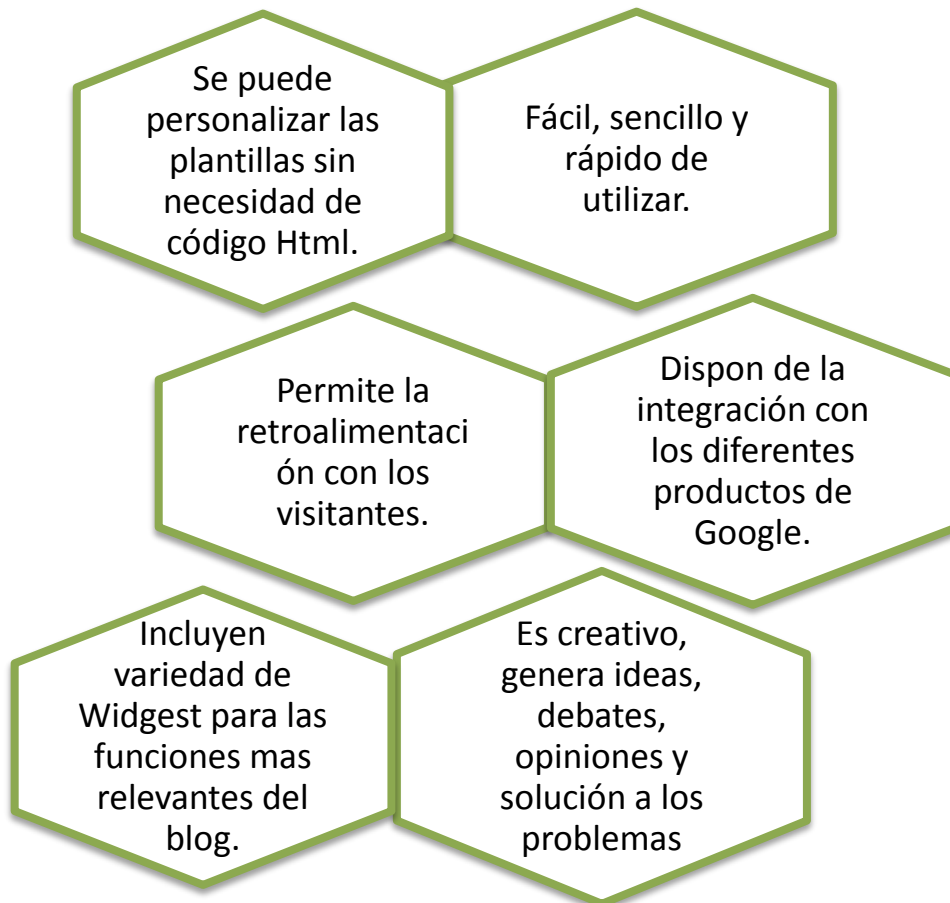 Se puede
personalizar las
plantillas sin
necesidad de
código Html.
Fácil, sencillo y
rápido de
utilizar.
Permite la
retroalimentaci
ón con los
visitantes.
Dispon de la
integración con
los diferentes
productos de
Google.
Incluyen
variedad de
Widgest para las
funciones mas
relevantes del
blog.
Es creativo,
genera ideas,
debates,
opiniones y
solución a los
problemas